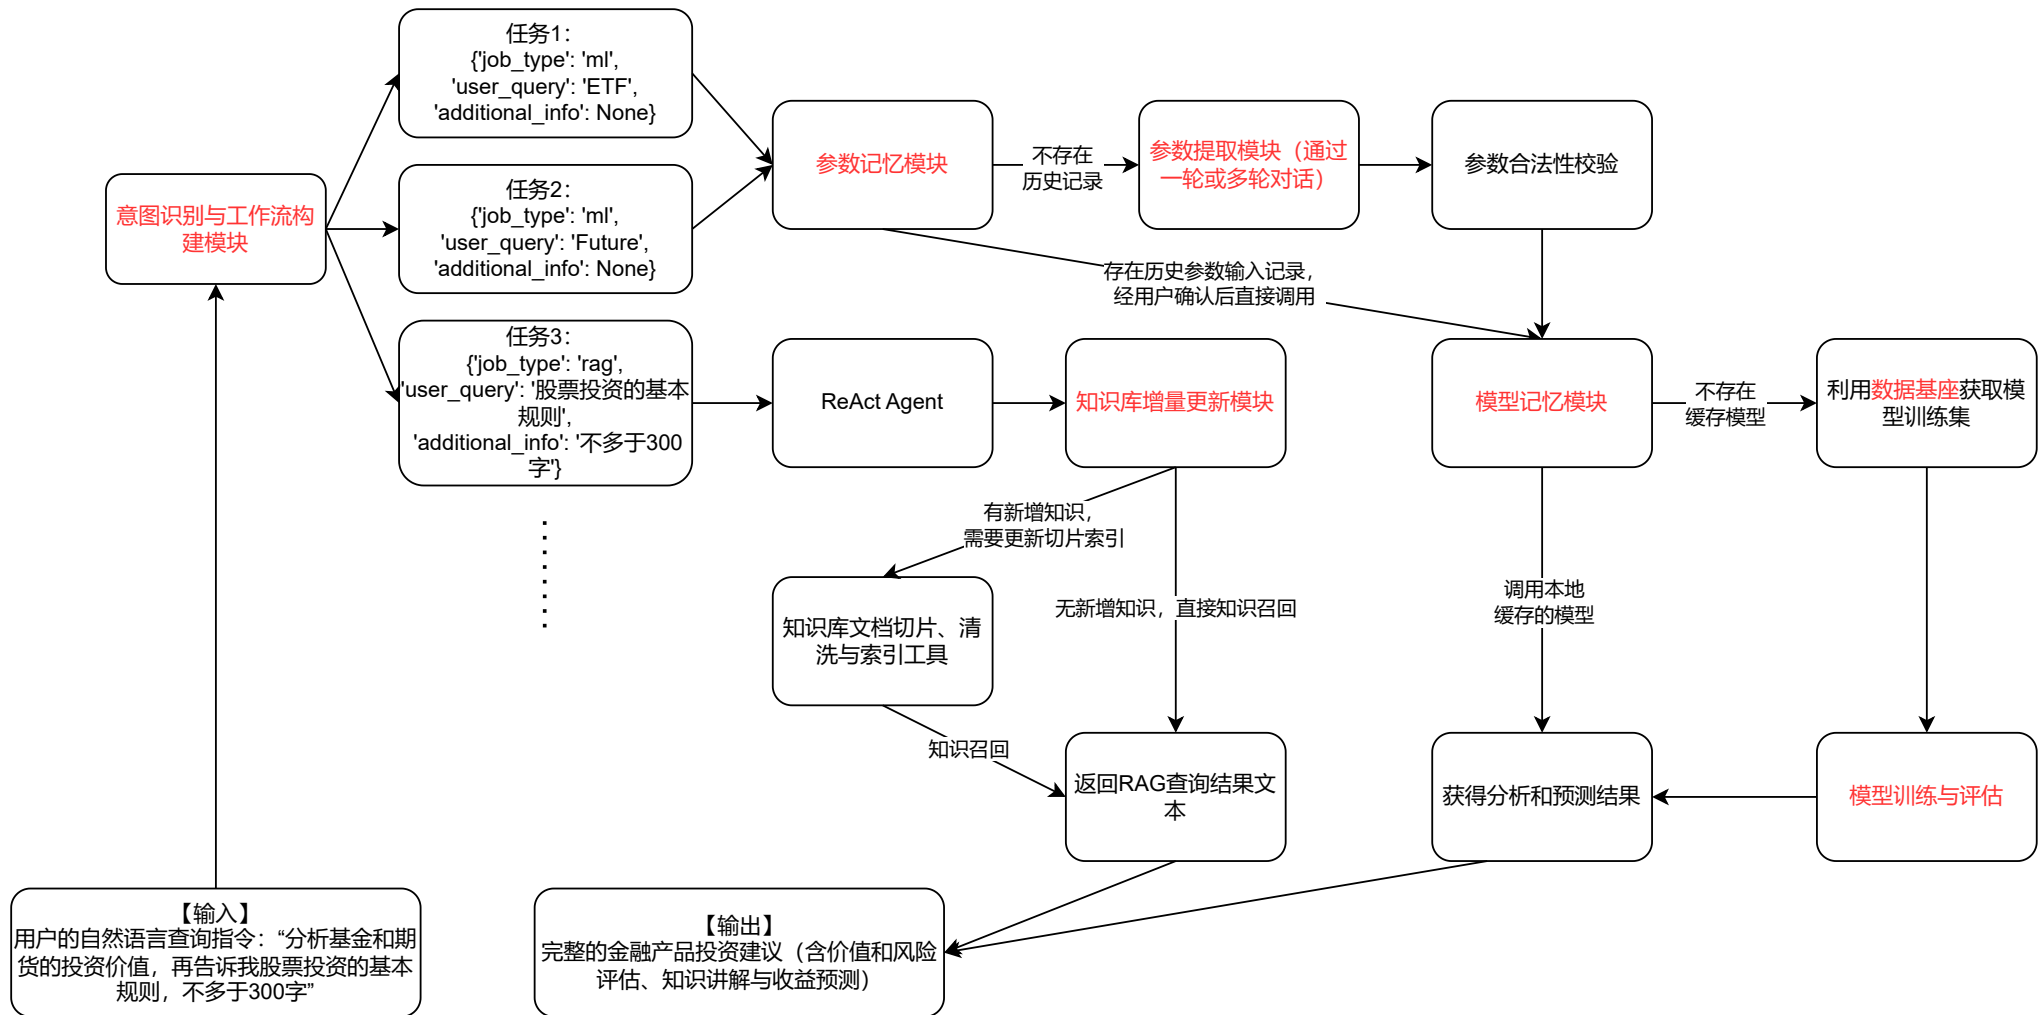 任务1：
{'job_type': 'ml',
'user_query': 'ETF',
'additional_info': None}
任务2：
{'job_type': 'ml',
'user_query': 'Future',
'additional_info': None}
任务3：
{'job_type': 'rag',
'user_query': '股票投资的基本
规则',
'additional_info': '不多于300
字'}
意图识别与工作流构
建模块
参数记忆模块
不存在
历史记录
参数提取模块（通过
一轮或多轮对话）
参数合法性校验
存在历史参数输入记录，
经用户确认后直接调用
ReAct Agent
知识库增量更新模块
模型记忆模块
不存在
缓存模型
利用数据基座获取模
型训练集
有新增知识，
需要更新切片索引
无新增知识，直接知识召回
调用本地
缓存的模型
知识库文档切片、清
洗与索引工具
知识召回
返回RAG查询结果文
本
获得分析和预测结果
模型训练与评估
【输入】
用户的自然语言查询指令：“分析基金和期
货的投资价值，再告诉我股票投资的基本
规则，不多于300字”
【输出】
完整的金融产品投资建议（含价值和风险
评估、知识讲解与收益预测）